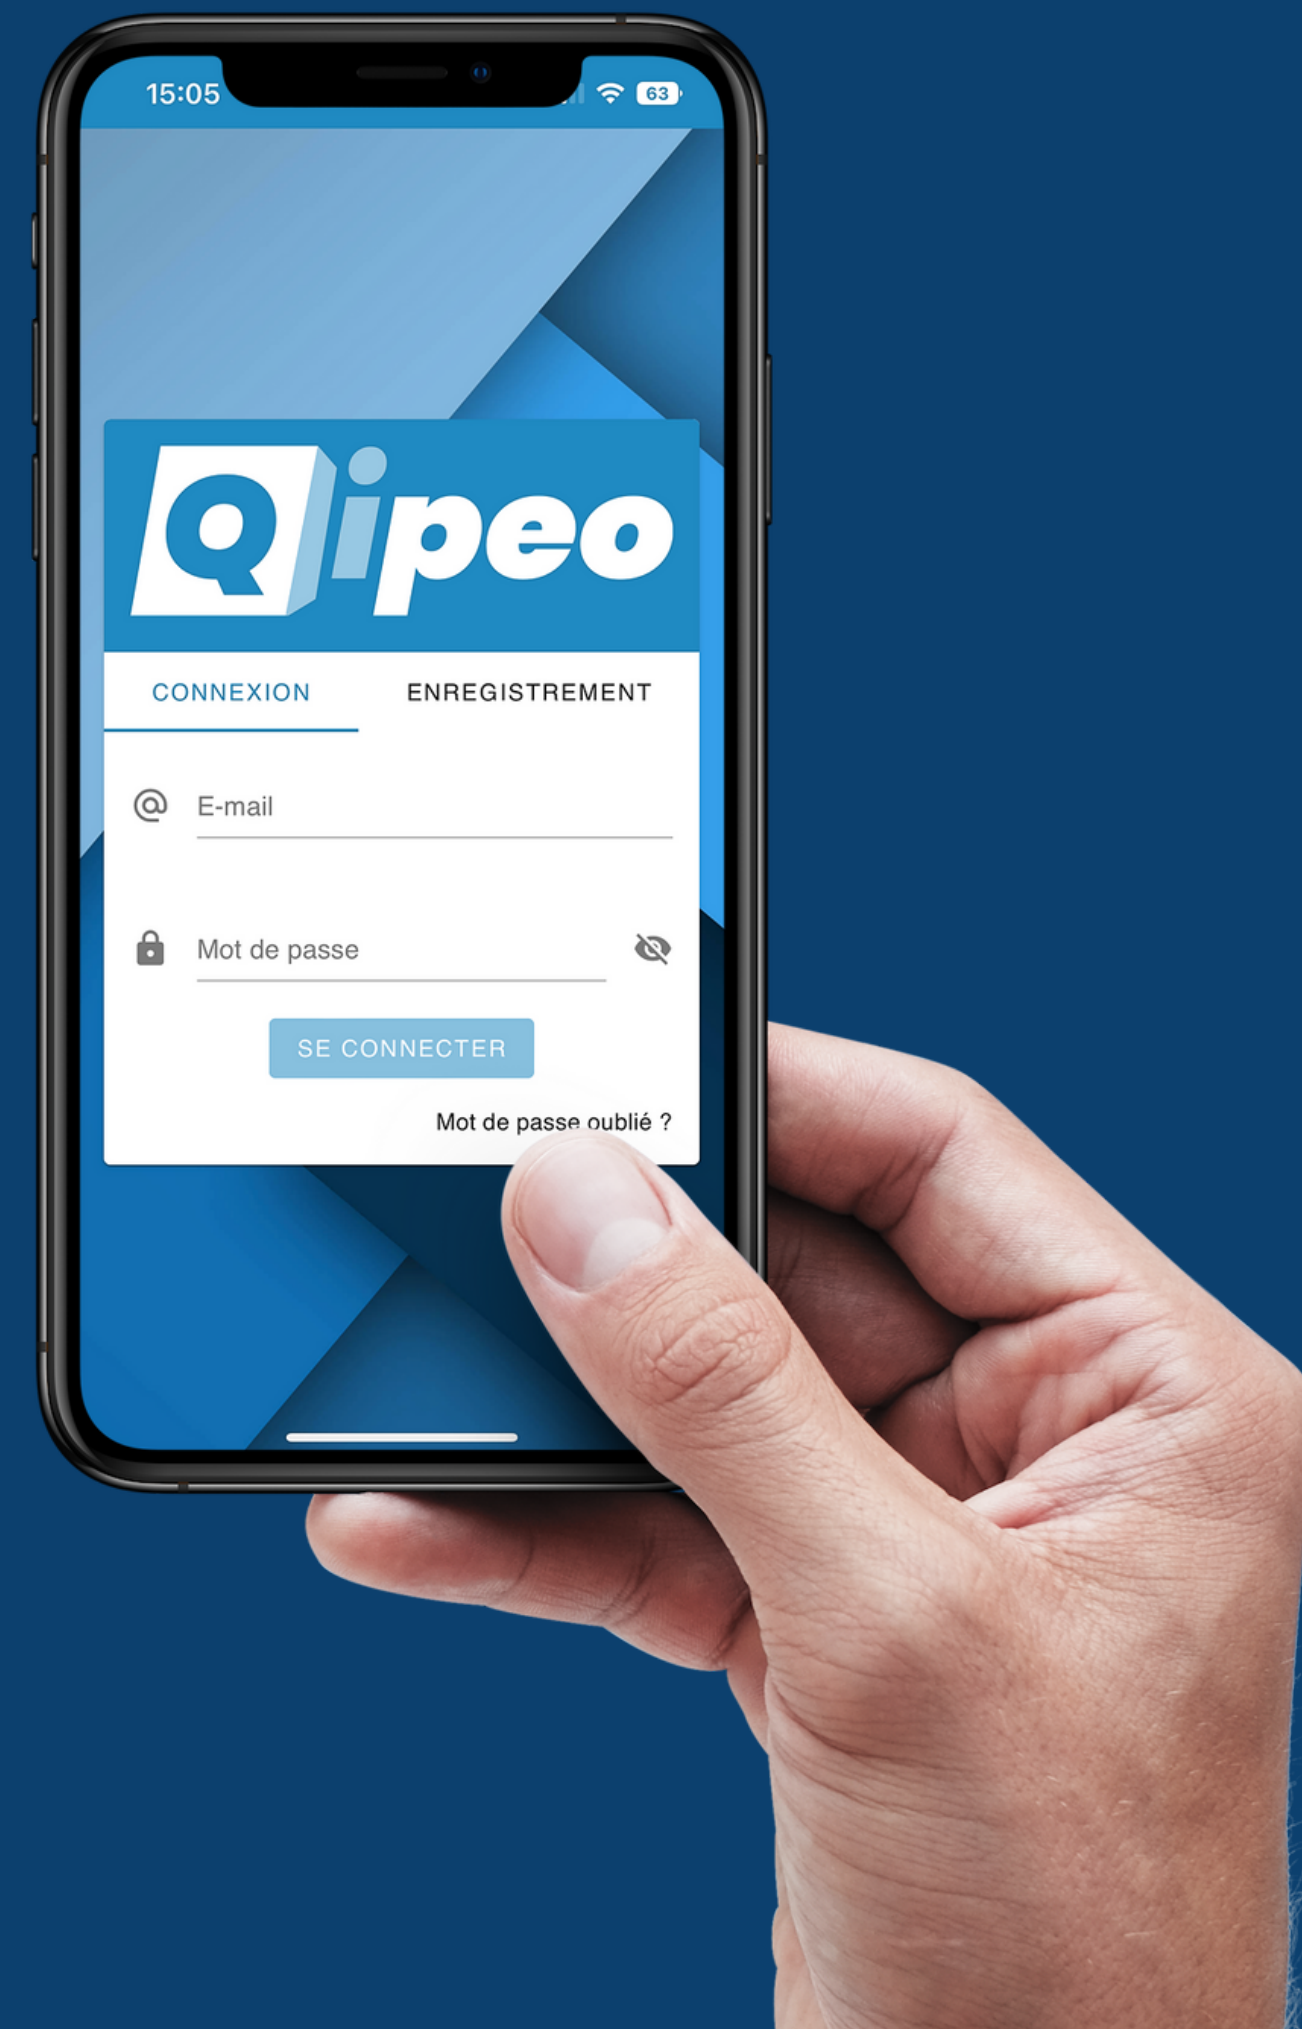 15:05
63
Qipeo
CONNEXION
ENREGISTREMENT
@ E-mail
Mot de passe
SE CONNECTER
Mot de passe oublié ?